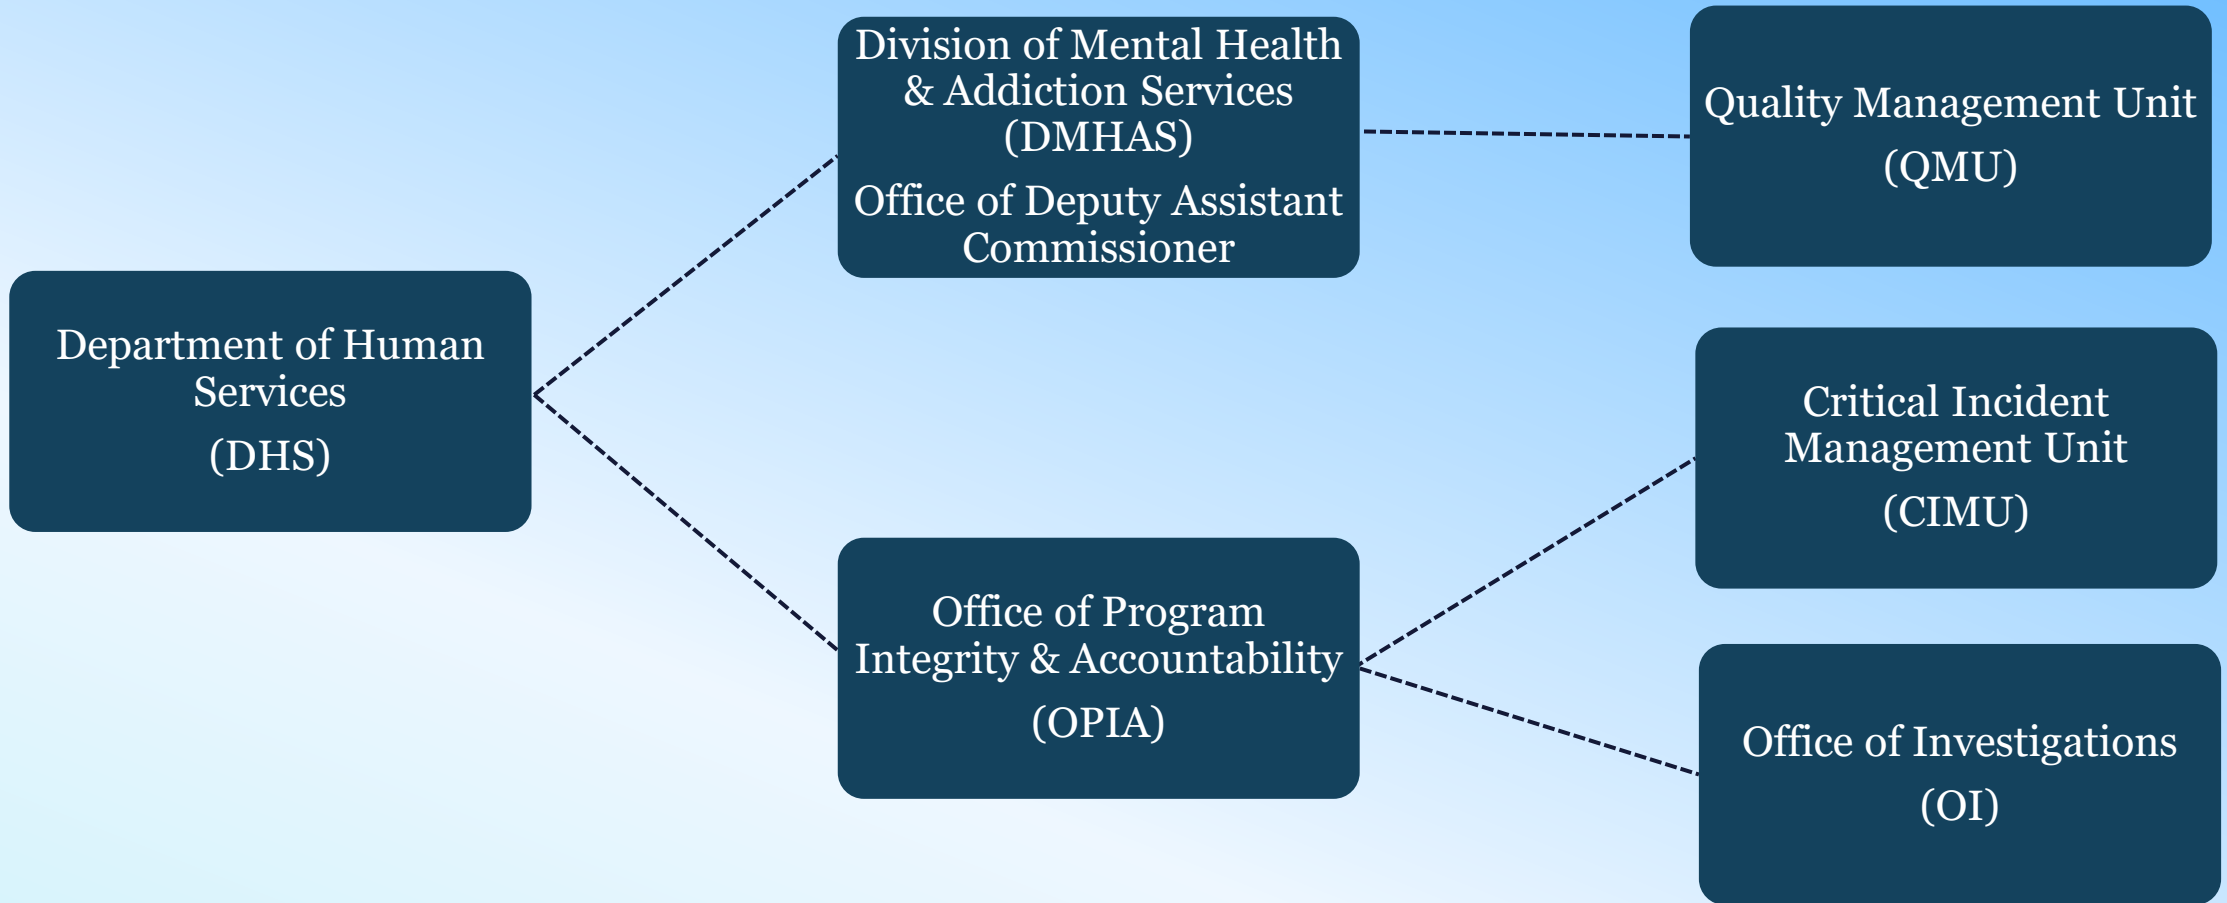 Department of Human
Services
(DHS)
Division of Mental Health
& Addiction Services
(DMHAS)
Office of Deputy Assistant
Commissioner
Office of Program
Integrity & Accountability
(OPIA)
Quality Management Unit
(QMU)
Critical Incident
Management Unit
(CIMU)
Office of Investigations
(OI)